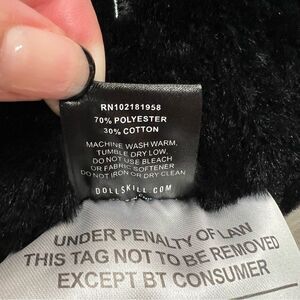 RN102181958
70% POLYESTER
30% COTTON
MACHINE WASH WARM,
TUMBLE DRY LOW.
DO NOT USE BLEACH
OR FABRIC SOFTENER
DO NOT IRON OR DRY CLEAN
DOLLSKILL.COM
UNDER PENALTY OF LAW
THIS TAG NOT TO BE REMOVED
EXCEPT BT CONSUMER